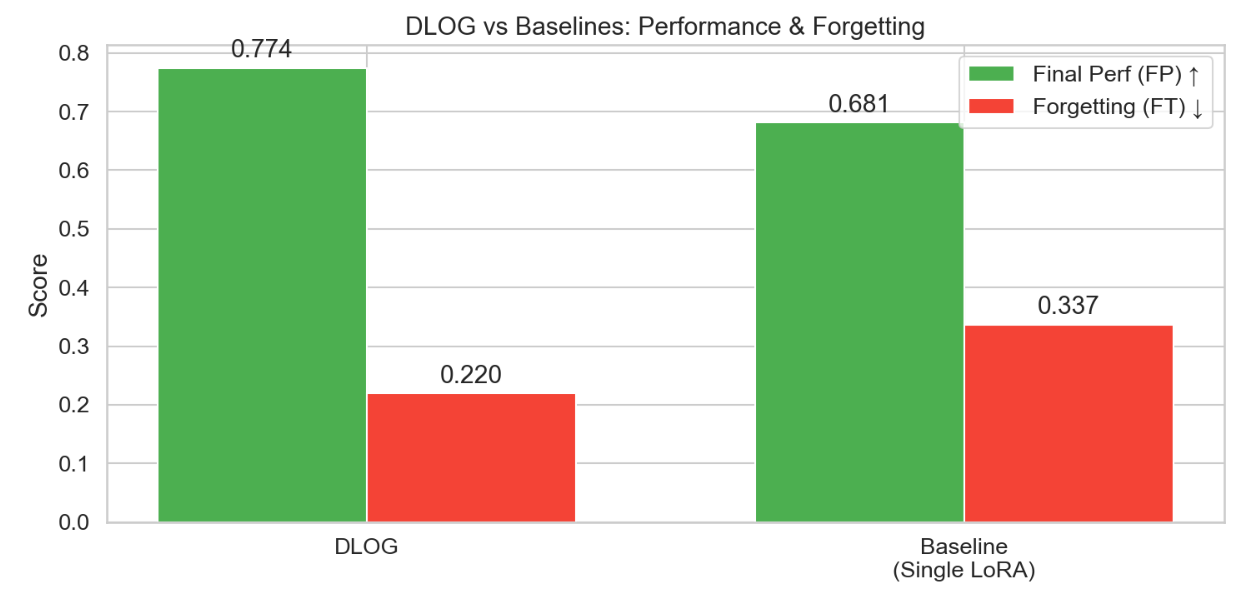 DLOG vs Baselines: Performance & Forgetting
0.8
0.7
0.6
0.5
0.4
0.3
0.2
0.1
0.0
Score
0.774
0.220
0.681
0.337
Final Perf (FP) ↑
Forgetting (FT) ↓
DLOG
Baseline
(Single LoRA)